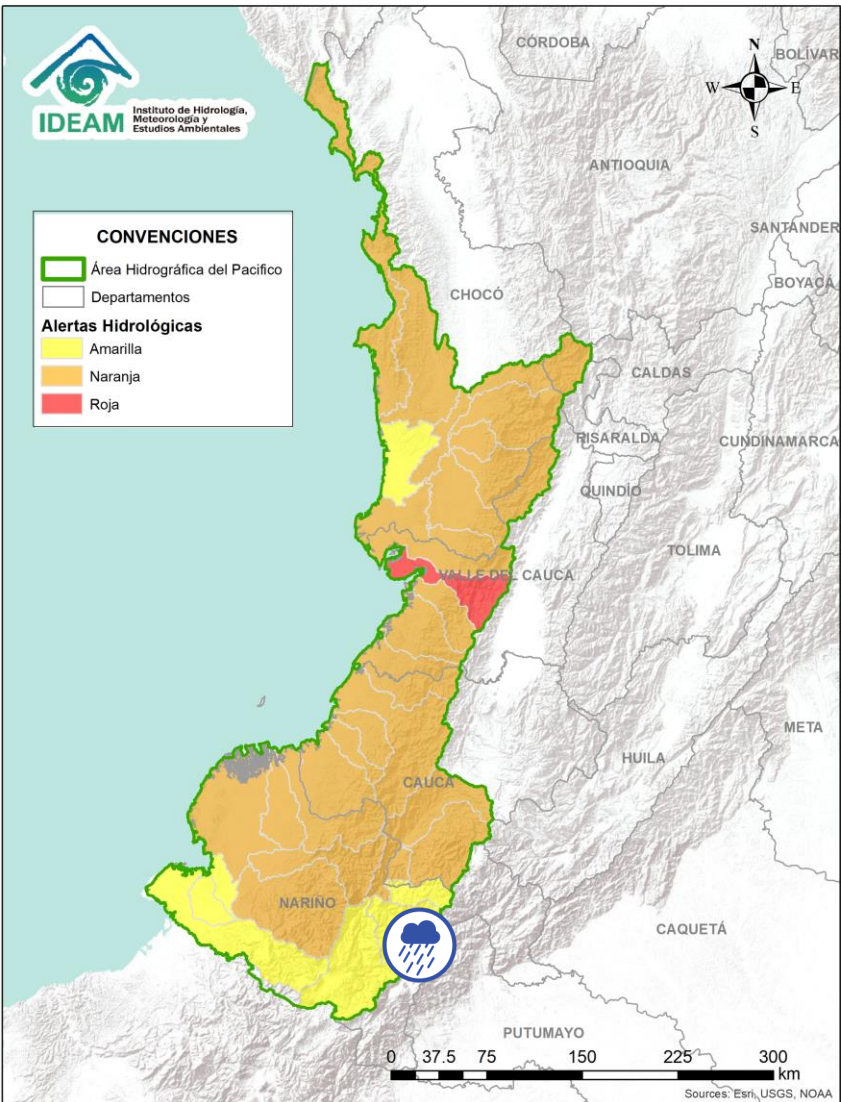 IDEAM
Instituto de Hidrología,
Meteorología y
Estudios Ambientales
N
W E
S
CÓRDOBA
BOLÍVAR
ANTIOQUIA
SANTANDER
BOYACÁ
CHOCÓ
CALDAS
RISARALDA
CUNDINAMARCA
QUINDÍO
TOLIMA
VALLE DEL CAUCA
META
HUILA
CAUCA
NARIÑO
CAQUETÁ
PUTUMAYO
CONVENCIONES
Área Hidrográfica del Pacifico
Departamentos
Alertas Hidrológicas
Amarilla
Naranja
Roja
0 37.5 75 150 225 300
km
Sources: Esri, USGS, NOAA